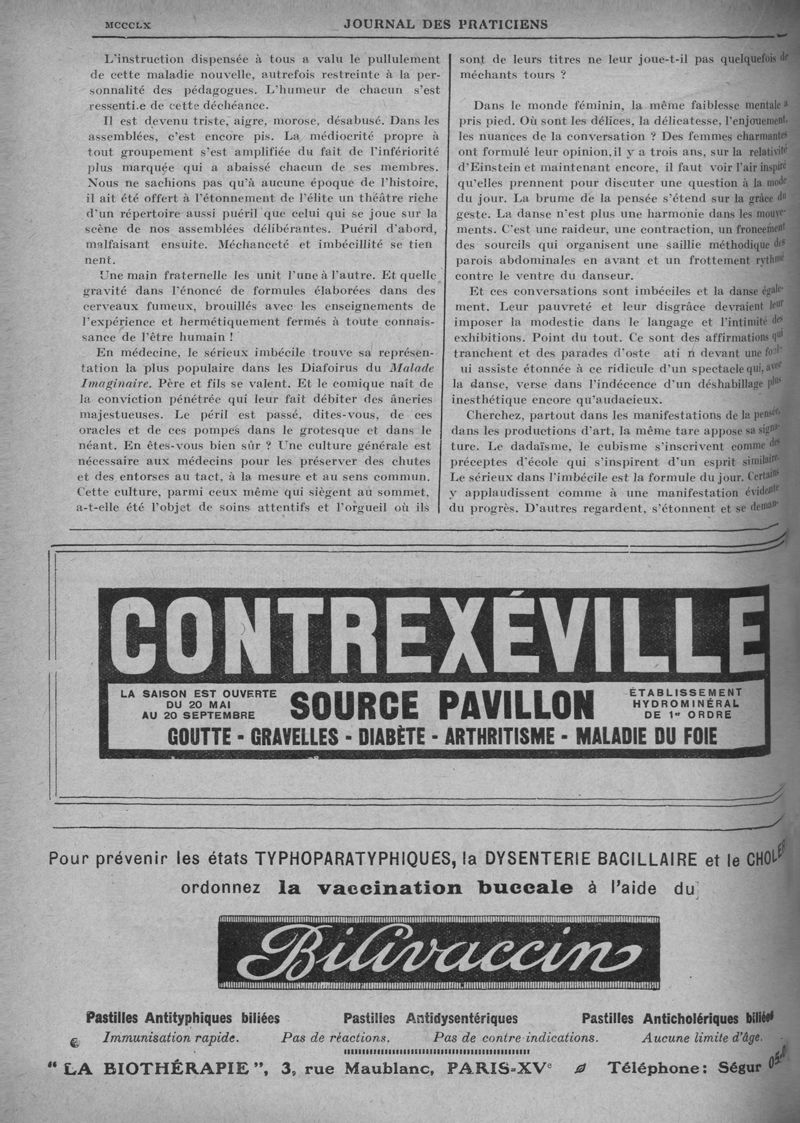 MCCCLX
JOURNAL DES PRATICIENS
L'instruction dispensée à tous a valu le pullulement
de cette maladie nouvelle, autrefois restreinte à la per-
sonnalité des pédagogues. L'humeur de chacun s'est
ressenti.e de cette déchéance.
Il est devenu triste, aigre, morose, désabusé. Dans les
assemblées, c'est encore pis. La médiocrité propre à
tout groupement s'est amplifiée du fait de l'infériorité
plus marquée qui a abaissé chacun de ses membres.
Nous ne sachions pas qu'à aucune époque de l'histoire,
il ait été offert à l'étonnement de l'élite un théâtre riche
d'un répertoire aussi puéril que celui qui se joue sur la
scène de nos assemblées délibérantes. Puéril d'abord,
malfaisant ensuite. Méchanceté et imbécillité se tien
nent.
Une main fraternelle les unit l'une à l'autre. Et quelle
gravité dans l'énoncé de formules élaborées dans des
cerveaux fumeux, brouillés avec les enseignements de
l'expérience et hermétiquement fermés à toute connais-
sance de l'être humain !
En médecine, le sérieux imbécile trouve sa représen-
tation la plus populaire dans les Diafoirus du Malade
Imaginaire. Père et fils se valent. Et le comique naît de
la conviction pénétrée qui leur fait débiter des âneries
majestueuses. Le péril est passé, dites-vous, de ces
oracles et de ces pompes dans le grotesque et dans le
néant. En êtes-vous bien sûr ? Une culture générale est
nécessaire aux médecins pour les préserver des chutes
et des entorses au tact, à la mesure et au sens commun.
Cette culture, parmi ceux même qui siègent au sommet,
a-t-elle été l'objet de soins attentifs et l'orgueil où ils
sont de leurs titres ne leur joue-t-il pas quelquefois de
méchants tours ?
Dans le monde féminin, la même faiblesse mentale a
pris pied. Où sont les délices, la délicatesse, l'enjouement,
les nuances de la conversation ? Des femmes charmantes
ont formulé leur opinion, il y a trois ans, sur la relativité
d'Einstein et maintenant encore, il faut voir l'air inspiré
qu'elles prennent pour discuter une question à la mode
du jour. La brume de la pensée s'étend sur la grâce du
geste. La danse n'est plus une harmonie dans les mouve-
ments. C'est une raideur, une contraction, un froncement
des sourcils qui organisent une saillie méthodique des
parois abdominales en avant et un frottement rythmé
contre le ventre du danseur.
Et ces conversations sont imbéciles et la danse égale-
ment. Leur pauvreté et leur disgrâce devraient leur
imposer la modestie dans le langage et l'intimité des
exhibitions. Point du tout. Ce sont des affirmations qui
tranchent et des parades d'oste ati n devant une foul-
ui assiste étonnée à ce ridicule d'un spectacle qui, avec
la danse, verse dans l'indécence d'un déshabillage plus
inesthétique encore qu'audacieux.
Cherchez, partout dans les manifestations de la pensée,
dans les productions d'art, la même tare appose sa signa-
ture. Le dadaïsme, le cubisme s'inscrivent comme des
préceptes d'école qui s'inspirent d'un esprit similaire.
Le sérieux dans l'imbécile est la formule du jour. Certains
y applaudissent comme à une manifestation évidente
du progrès. D'autres regardent, s'étonnent et se deman-
CONTREXÉVILLE
LA SAISON EST OUVERTE
DU 20 MAI
AU 20 SEPTEMBRE
SOURCE PAVILLON
ÉTABLISSEMENT
HYDROMINÉRAL
DE 1er ORDRE
GOUTTE - GRAVELLES - DIABÈTE - ARTHRITISME - MALADIE DU FOIE
Pour prévenir les états TYPHOPARATYPHIQUES, la DYSENTERIE BACILLAIRE et le CHOLÉR
ordonnez la vaccination buccale à l'aide du
Bilivaccin
Pastilles Antityphiques biliées Pastilles Antidysentériques Pastilles Anticholériques biliées
Immunisation rapide. Pas de réactions. Pas de contre-indications. Aucune limite d'âge.
" LA BIOTHÉRAPIE ", 3, rue Maublanc, PARIS-XVe Téléphone: Ségur